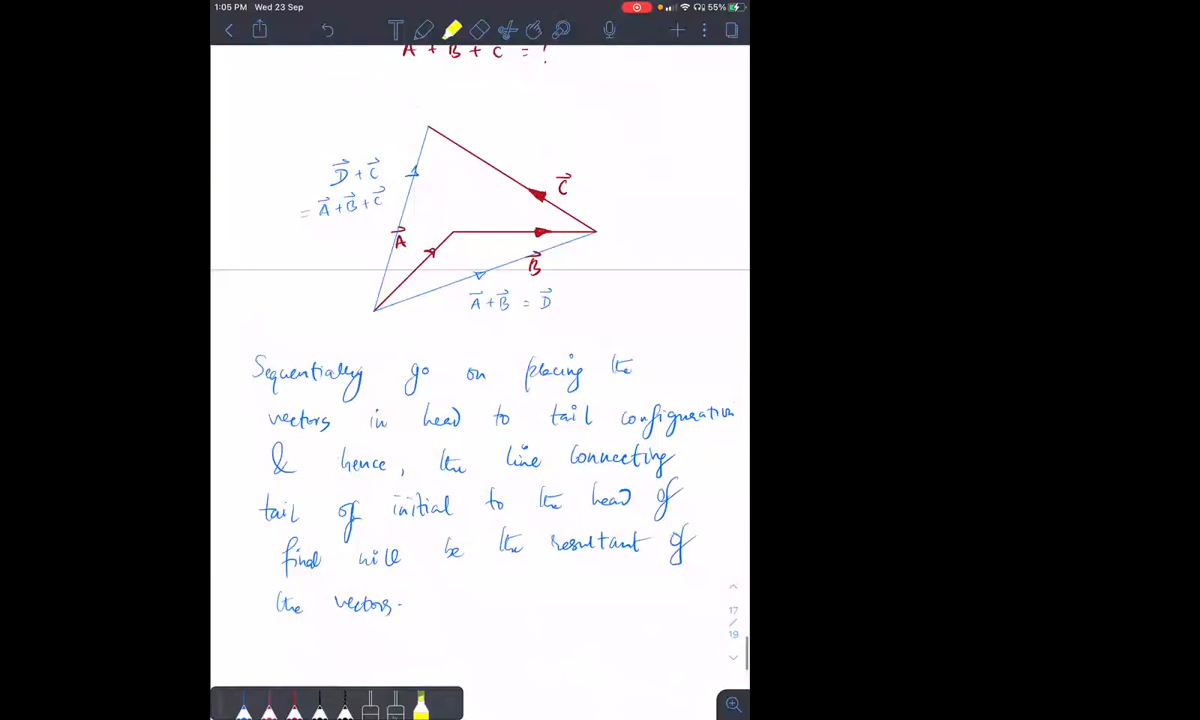 1:05 PM Wed 23 Sep
55%
T
A + B + C = ?
D⃗ + C⃗
= A⃗ + B⃗ + C⃗
C⃗
A⃗
B⃗
A⃗ + B⃗ = D⃗
Sequentially go on placing the
vectors in head to tail configuration
& hence, the line connecting
tail of initial to the head of
final will be the resultant of
the vectors.
17
/
19